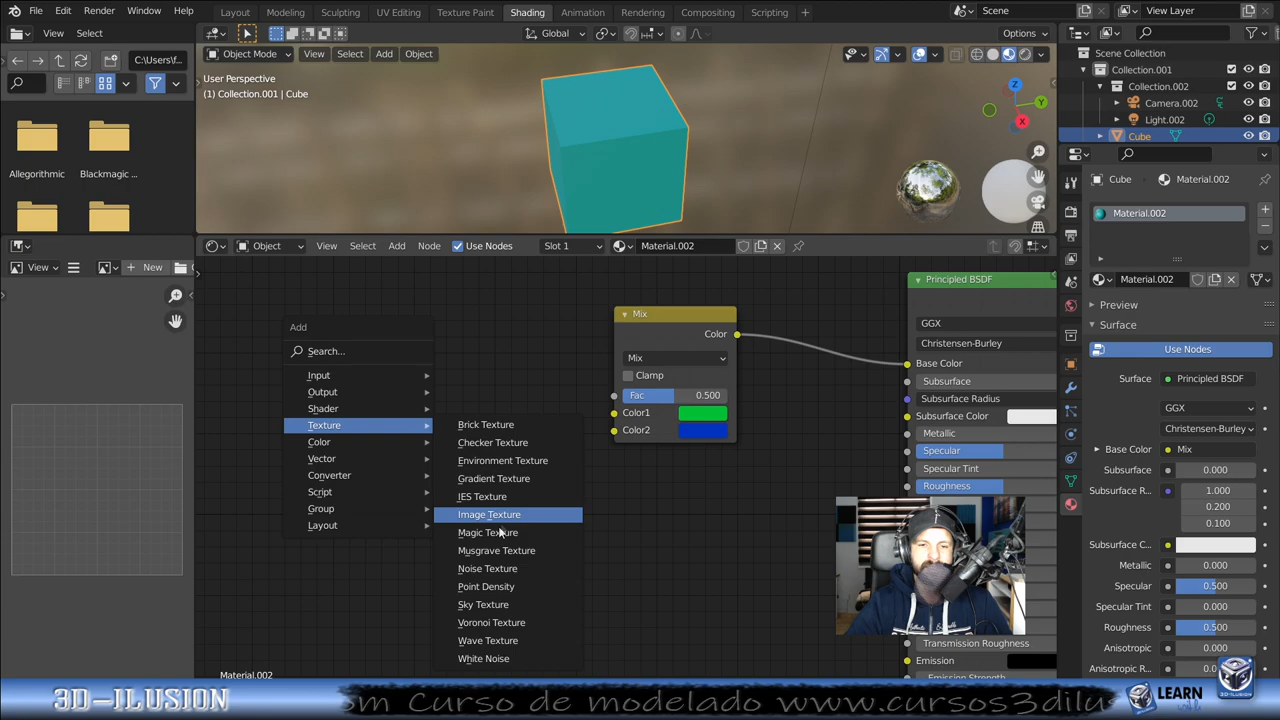 File Edit Render Window Help Layout Modeling Sculpting UV Editing Texture Paint Shading Animation Rendering Compositing Scripting Scene View Layer
View Select Global Options
Object Mode View Select Add Object
C:\Users\f...
User Perspective
(1) Collection.001 | Cube
Z
Y
X
Scene Collection
Collection.001
Collection.002
Camera.002
Light.002
Cube
Allegorithmic
Blackmagic ...
View New
Object View Select Add Node Use Nodes Slot 1 Material.002
Cube Material.002
Material.002
Material.002
Preview
Surface
Use Nodes
Surface Principled BSDF
GGX
Christensen-Burley
Base Color Mix
Subsurface 0.000
Subsurface R... 1.000
0.200
0.100
Subsurface C...
Metallic 0.000
Specular 0.500
Specular Tint 0.000
Roughness 0.500
Anisotropic 0.000
Anisotropic R... 0.0
Add
Search...
Input
Output
Shader
Texture
Color
Vector
Converter
Script
Group
Layout
Brick Texture
Checker Texture
Environment Texture
Gradient Texture
IES Texture
Image Texture
Magic Texture
Musgrave Texture
Noise Texture
Point Density
Sky Texture
Voronoi Texture
Wave Texture
White Noise
Mix
Color
Mix
Clamp
Fac 0.500
Color1
Color2
Principled BSDF
GGX
Christensen-Burley
Base Color
Subsurface
Subsurface Radius
Subsurface Color
Metallic
Specular
Specular Tint
Roughness
Transmission Roughness
Emission
Emission Strength
Material.002
3D-ILUSION
om Curso de modelado www.cursos3dilus
LEARN